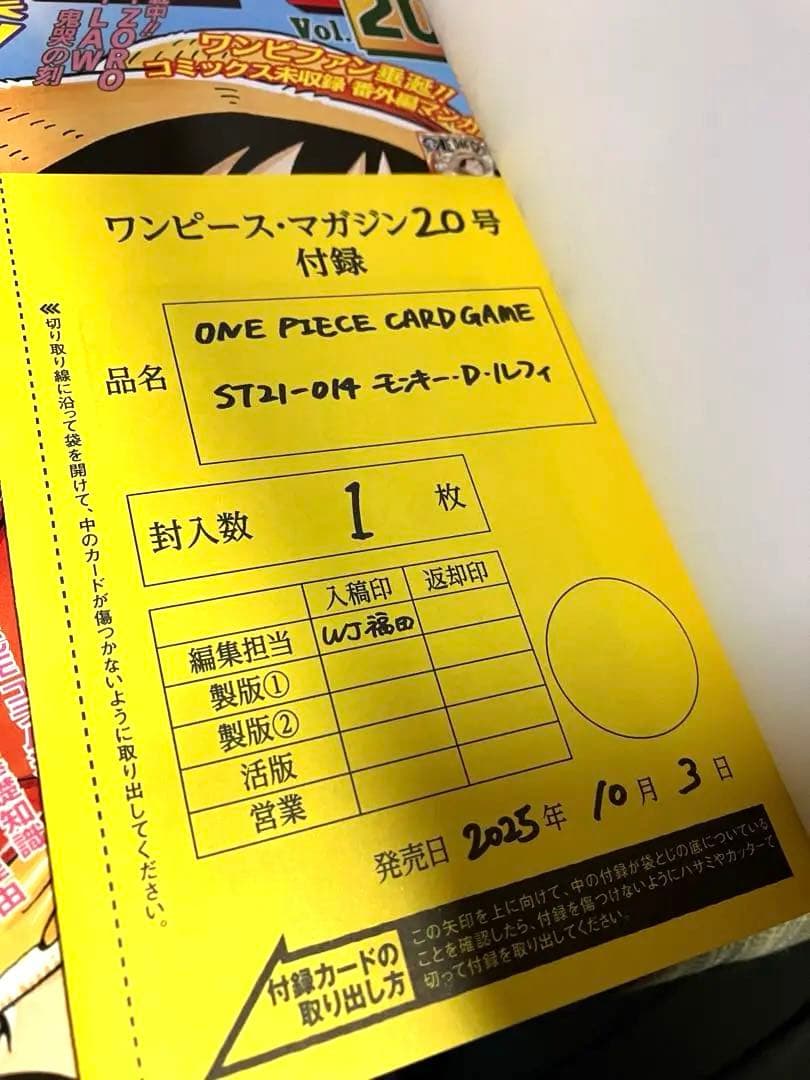 Vol. 20
ZORO
LAW
鬼哭の刻
ワンピファン垂涎!!
コミックス未収録 番外編マンガ
ワンピース・マガジン20号
付録
品名
ONE PIECE CARD GAME
ST21-014 モンキー・D・ルフィ
封入数 1 枚
入稿印 返却印
編集担当 WJ福田
製版①
製版②
活版
営業
発売日 2025年 10月 3日
⋘切り取り線に沿って袋を開けて、中のカードが傷つかないように取り出してください。
付録カードの
取り出し方
この矢印を上に向けて、中の付録が袋とじの底についている
ことを確認したら、付録を傷つけないようにハサミやカッターで
切って付録を取り出してください。
礎知識